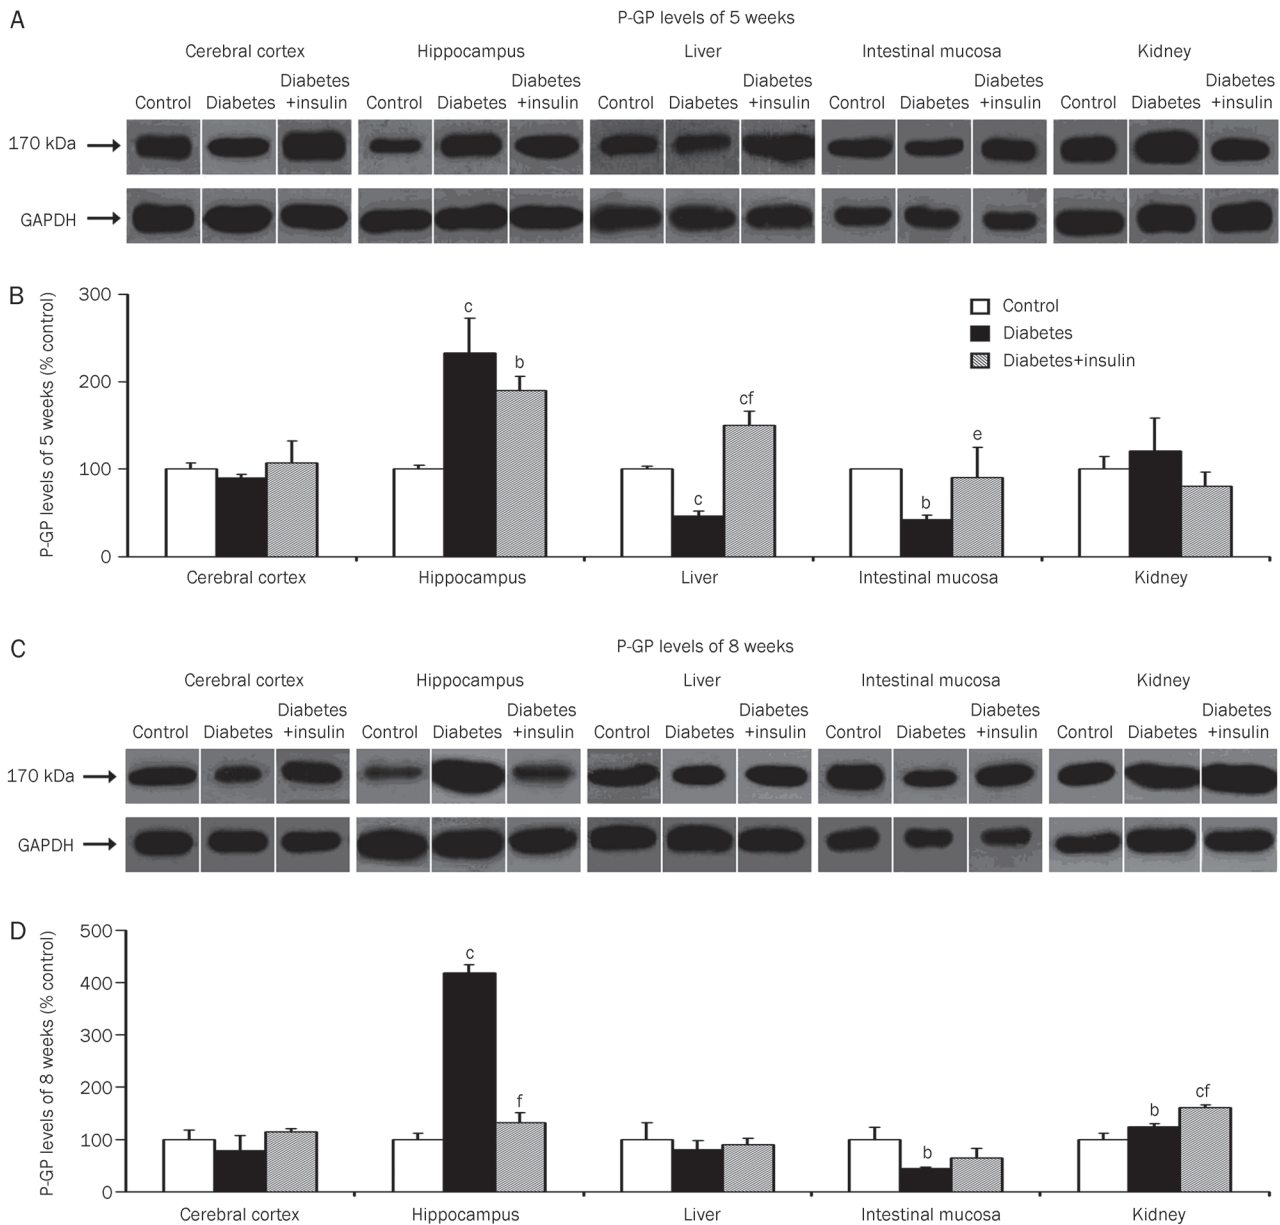 A
P-GP levels of 5 weeks
Cerebral cortex Hippocampus Liver Intestinal mucosa Kidney
Control Diabetes Diabetes +insulin Control Diabetes Diabetes +insulin Control Diabetes Diabetes +insulin Control Diabetes Diabetes +insulin Control Diabetes Diabetes +insulin
170 kDa
GAPDH
B
P-GP levels of 5 weeks (% control)
300
200
100
0
c
b
c
cf
b
e
Control
Diabetes
Diabetes+insulin
Cerebral cortex Hippocampus Liver Intestinal mucosa Kidney
C
P-GP levels of 8 weeks
Cerebral cortex Hippocampus Liver Intestinal mucosa Kidney
Control Diabetes Diabetes +insulin Control Diabetes Diabetes +insulin Control Diabetes Diabetes +insulin Control Diabetes Diabetes +insulin Control Diabetes Diabetes +insulin
170 kDa
GAPDH
D
P-GP levels of 8 weeks (% control)
500
400
300
200
100
0
c
f
b
b
cf
Cerebral cortex Hippocampus Liver Intestinal mucosa Kidney